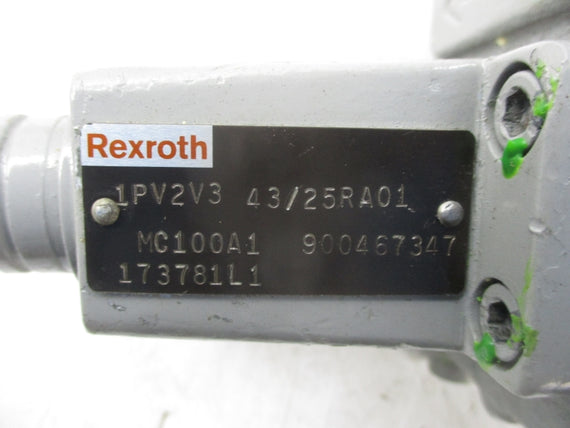 Rexroth
1PV2V3 43/25RA01
MC100A1 900467347
173781L1